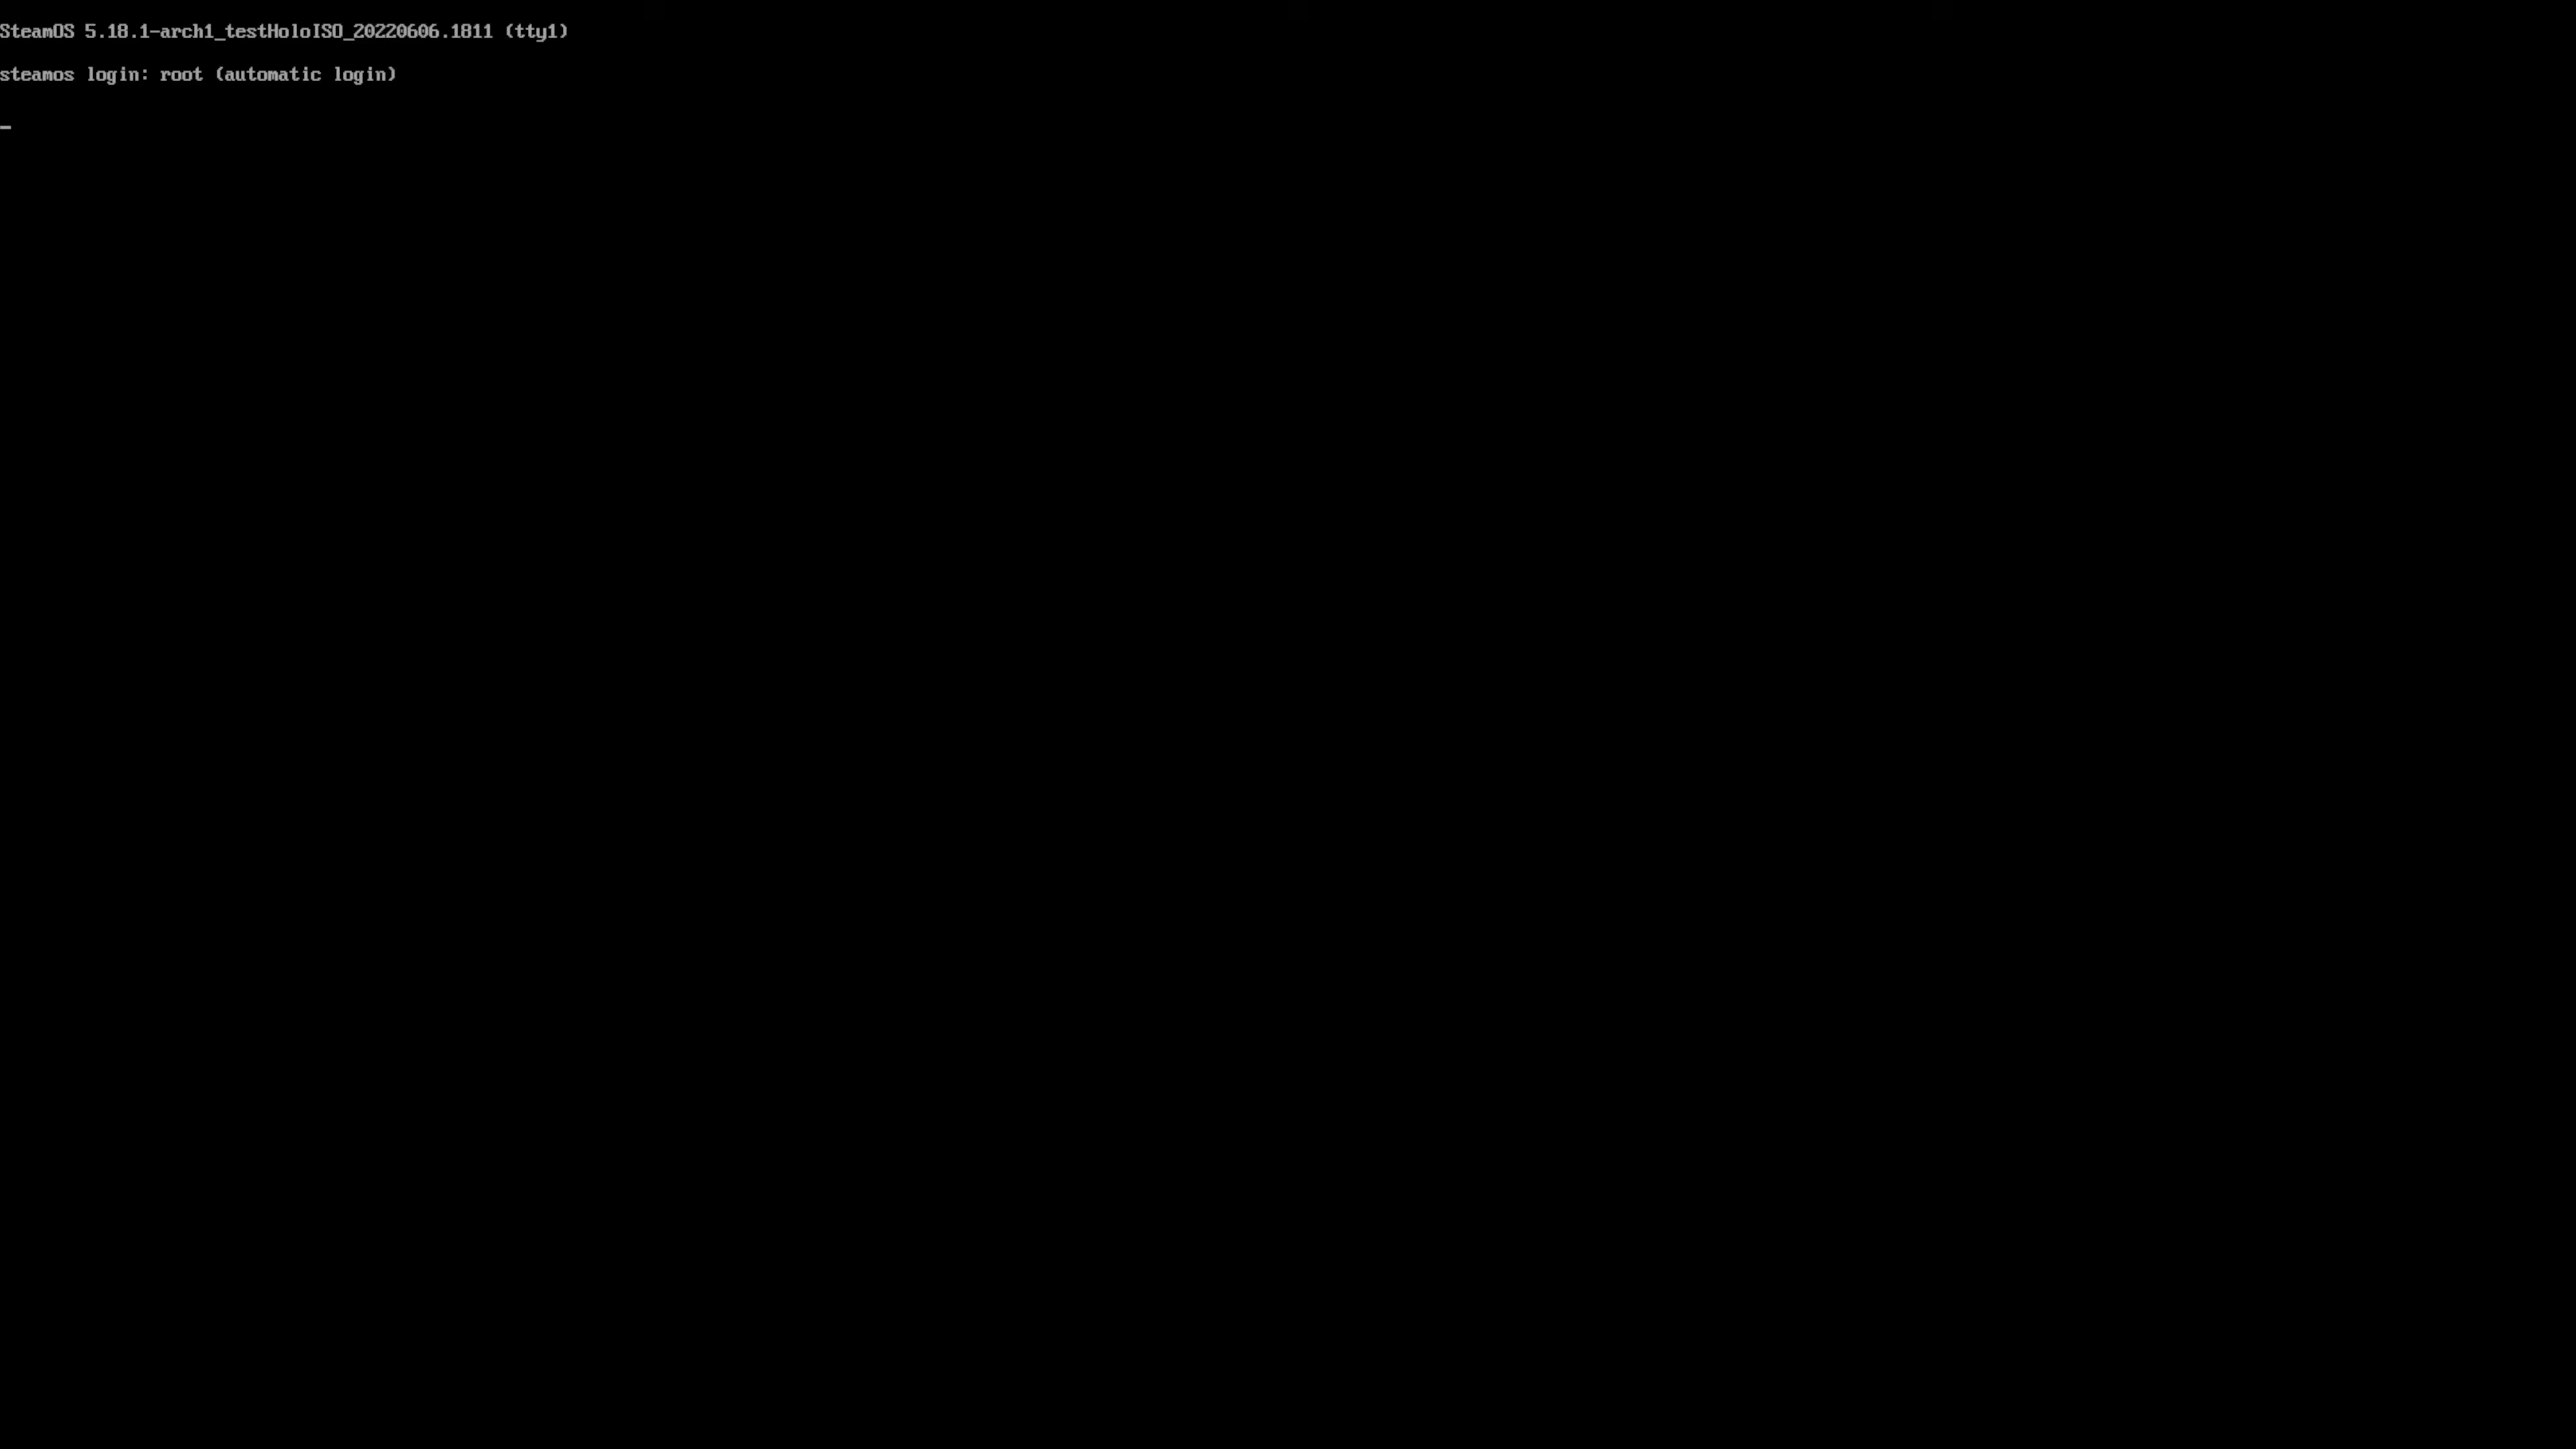 SteamOS 5.18.1-arch1_testHoloISO_20220606.1811 (tty1)
steamos login: root (automatic login)
_